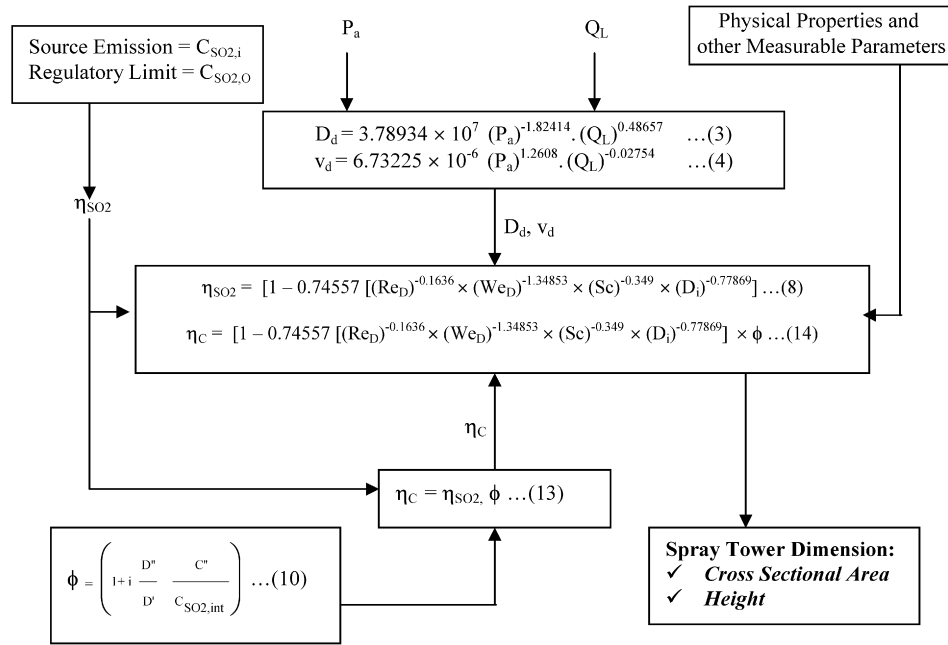 Source Emission = C_SO2,i
Regulatory Limit = C_SO2,O
P_a
Q_L
Physical Properties and
other Measurable Parameters
D_d = 3.78934 × 10^7 (P_a)^-1.82414 . (Q_L)^0.48657 …(3)
v_d = 6.73225 × 10^-6 (P_a)^1.2608 . (Q_L)^-0.02754 …(4)
η_SO2
D_d, v_d
η_SO2 = [1 – 0.74557 [(Re_D)^-0.1636 × (We_D)^-1.34853 × (Sc)^-0.349 × (D_i)^-0.77869] …(8)
η_C = [1 – 0.74557 [(Re_D)^-0.1636 × (We_D)^-1.34853 × (Sc)^-0.349 × (D_i)^-0.77869] × ϕ …(14)
η_C
η_C = η_SO2, ϕ …(13)
ϕ = (1+i D"/D' C"/C_SO2,int) …(10)
Spray Tower Dimension:
✓ Cross Sectional Area
✓ Height